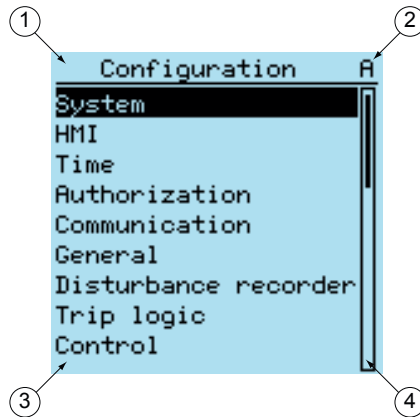 1 2
Configuration A
System
HMI
Time
Authorization
Communication
General
Disturbance recorder
Trip logic
Control
3 4